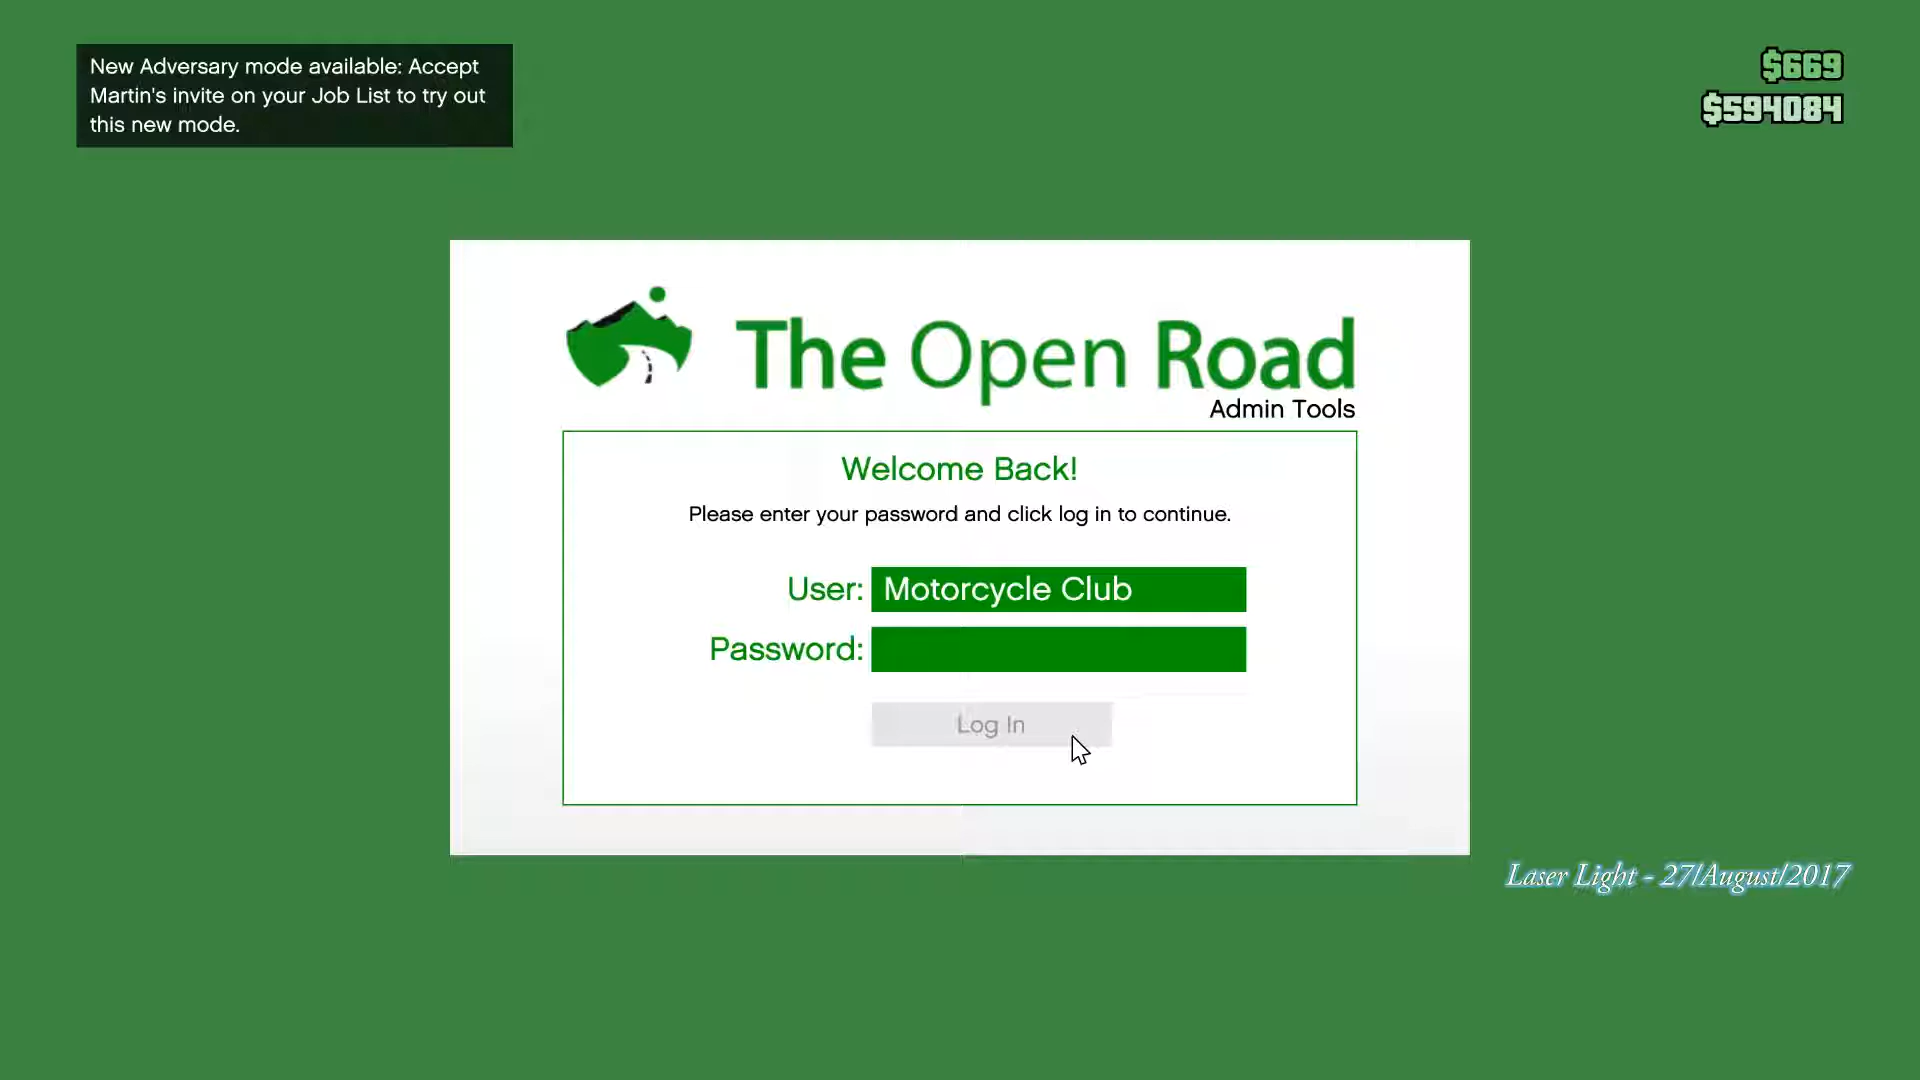 New Adversary mode available: Accept
Martin's invite on your Job List to try out
this new mode.
$669
$594084
The Open Road
Admin Tools
Welcome Back!
Please enter your password and click log in to continue.
User: Motorcycle Club
Password:
Log In
Laser Light - 27/August/2017